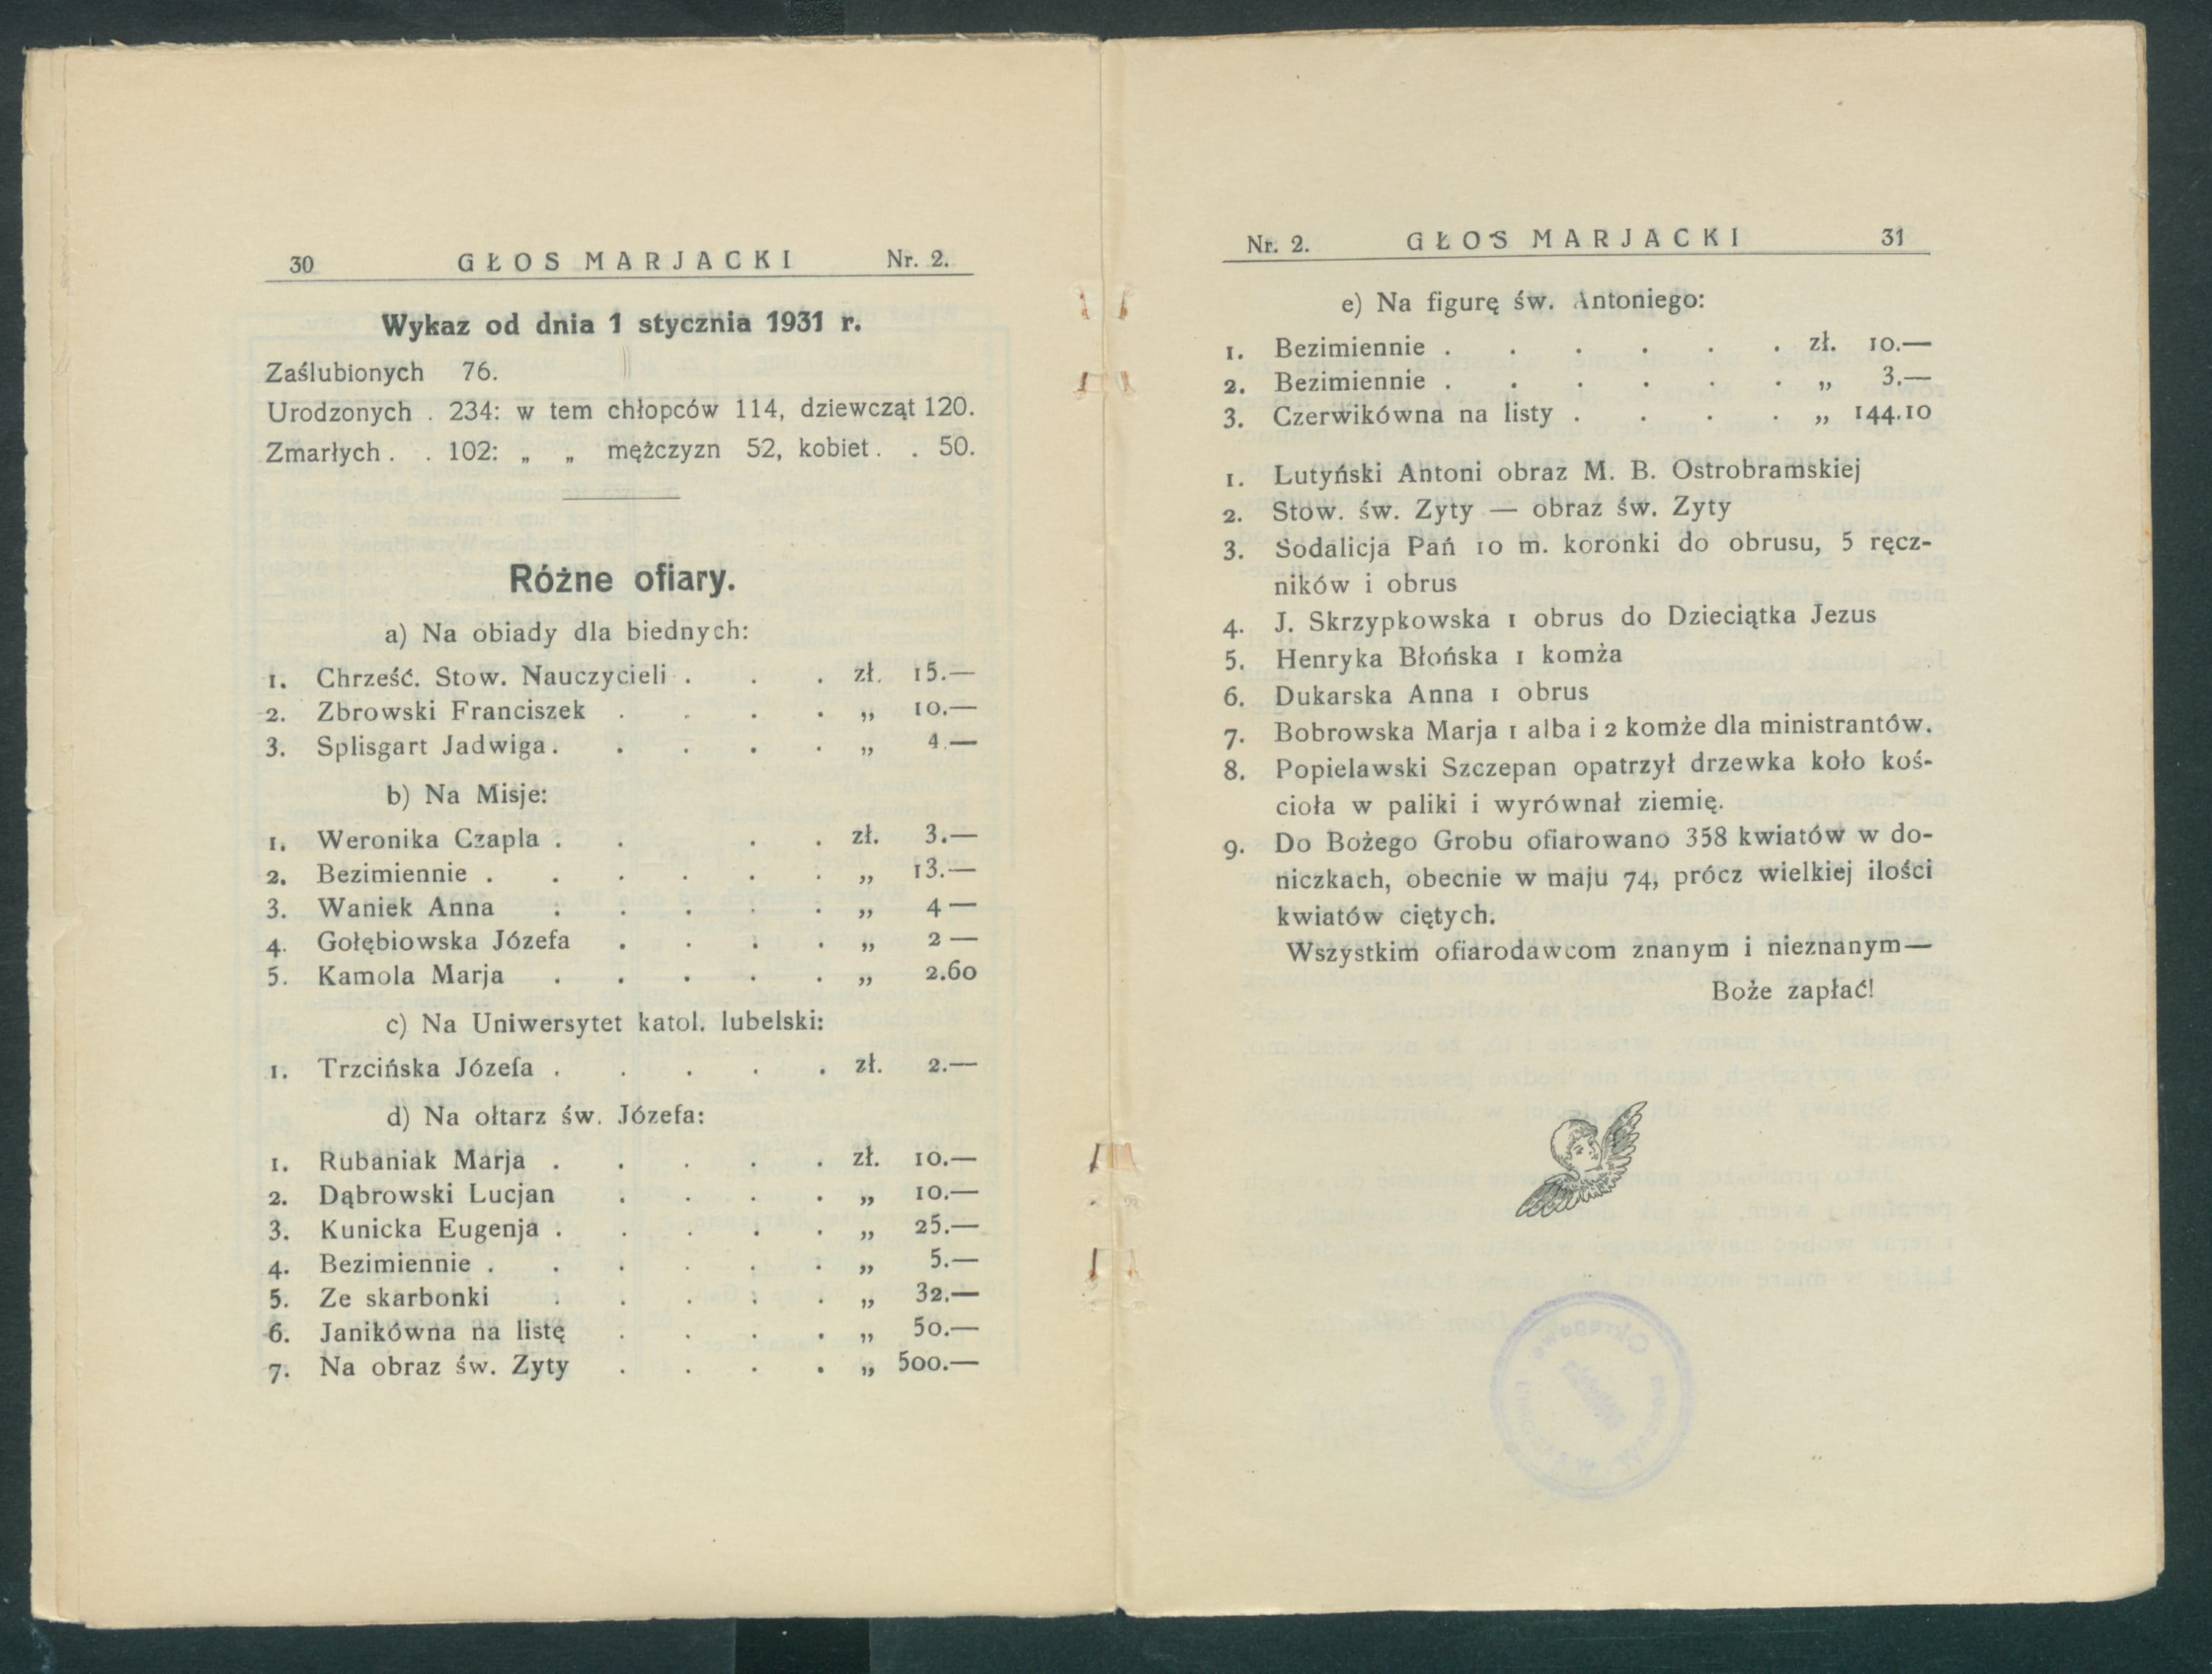 30 GŁOS MARJACKI Nr. 2.
Wykaz od dnia 1 stycznia 1931 r.
Zaślubionych 76.
Urodzonych . 234: w tem chłopców 114, dziewcząt 120.
Zmarłych . . 102: „ „ mężczyzn 52, kobiet . . 50.
Różne ofiary.
a) Na obiady dla biednych:
1. Chrześć. Stow. Nauczycieli . . . zł. 15.—
2. Zbrowski Franciszek . . . . „ 10.—
3. Splisgart Jadwiga . . . . . „ 4.—
b) Na Misje:
1. Weronika Czapla . . . . zł. 3.—
2. Bezimiennie . . . . . . „ 13.—
3. Waniek Anna . . . . . „ 4 —
4. Gołębiowska Józefa . . . . „ 2 —
5. Kamola Marja . . . . . „ 2.60
c) Na Uniwersytet katol. lubelski:
1. Trzcińska Józefa . . . . . zł. 2.—
d) Na ołtarz św. Józefa:
1. Rubaniak Marja . . . . . zł. 10.—
2. Dąbrowski Lucjan . . . . „ 10.—
3. Kunicka Eugenja . . . . . „ 25.—
4. Bezimiennie . . . . . . „ 5.—
5. Ze skarbonki . . . . . „ 32.—
6. Janikówna na listę . . . . „ 50.—
7. Na obraz św. Zyty . . . . „ 500.—
Nr. 2. GŁOS MARJACKI 31
e) Na figurę św. Antoniego:
1. Bezimiennie . . . . . . zł. 10.—
2. Bezimiennie . . . . . . „ 3.—
3. Czerwikówna na listy . . . . „ 144.10
1. Lutyński Antoni obraz M. B. Ostrobramskiej
2. Stow. św. Zyty — obraz św. Zyty
3. Sodalicja Pań 10 m. koronki do obrusu, 5 ręcz-
ników i obrus
4. J. Skrzypkowska 1 obrus do Dzieciątka Jezus
5. Henryka Błońska 1 komża
6. Dukarska Anna 1 obrus
7. Bobrowska Marja 1 alba i 2 komże dla ministrantów.
8. Popielawski Szczepan opatrzył drzewka koło koś-
cioła w paliki i wyrównał ziemię.
9. Do Bożego Grobu ofiarowano 358 kwiatów w do-
niczkach, obecnie w maju 74, prócz wielkiej ilości
kwiatów ciętych.
Wszystkim ofiarodawcom znanym i nieznanym—
Boże zapłać!